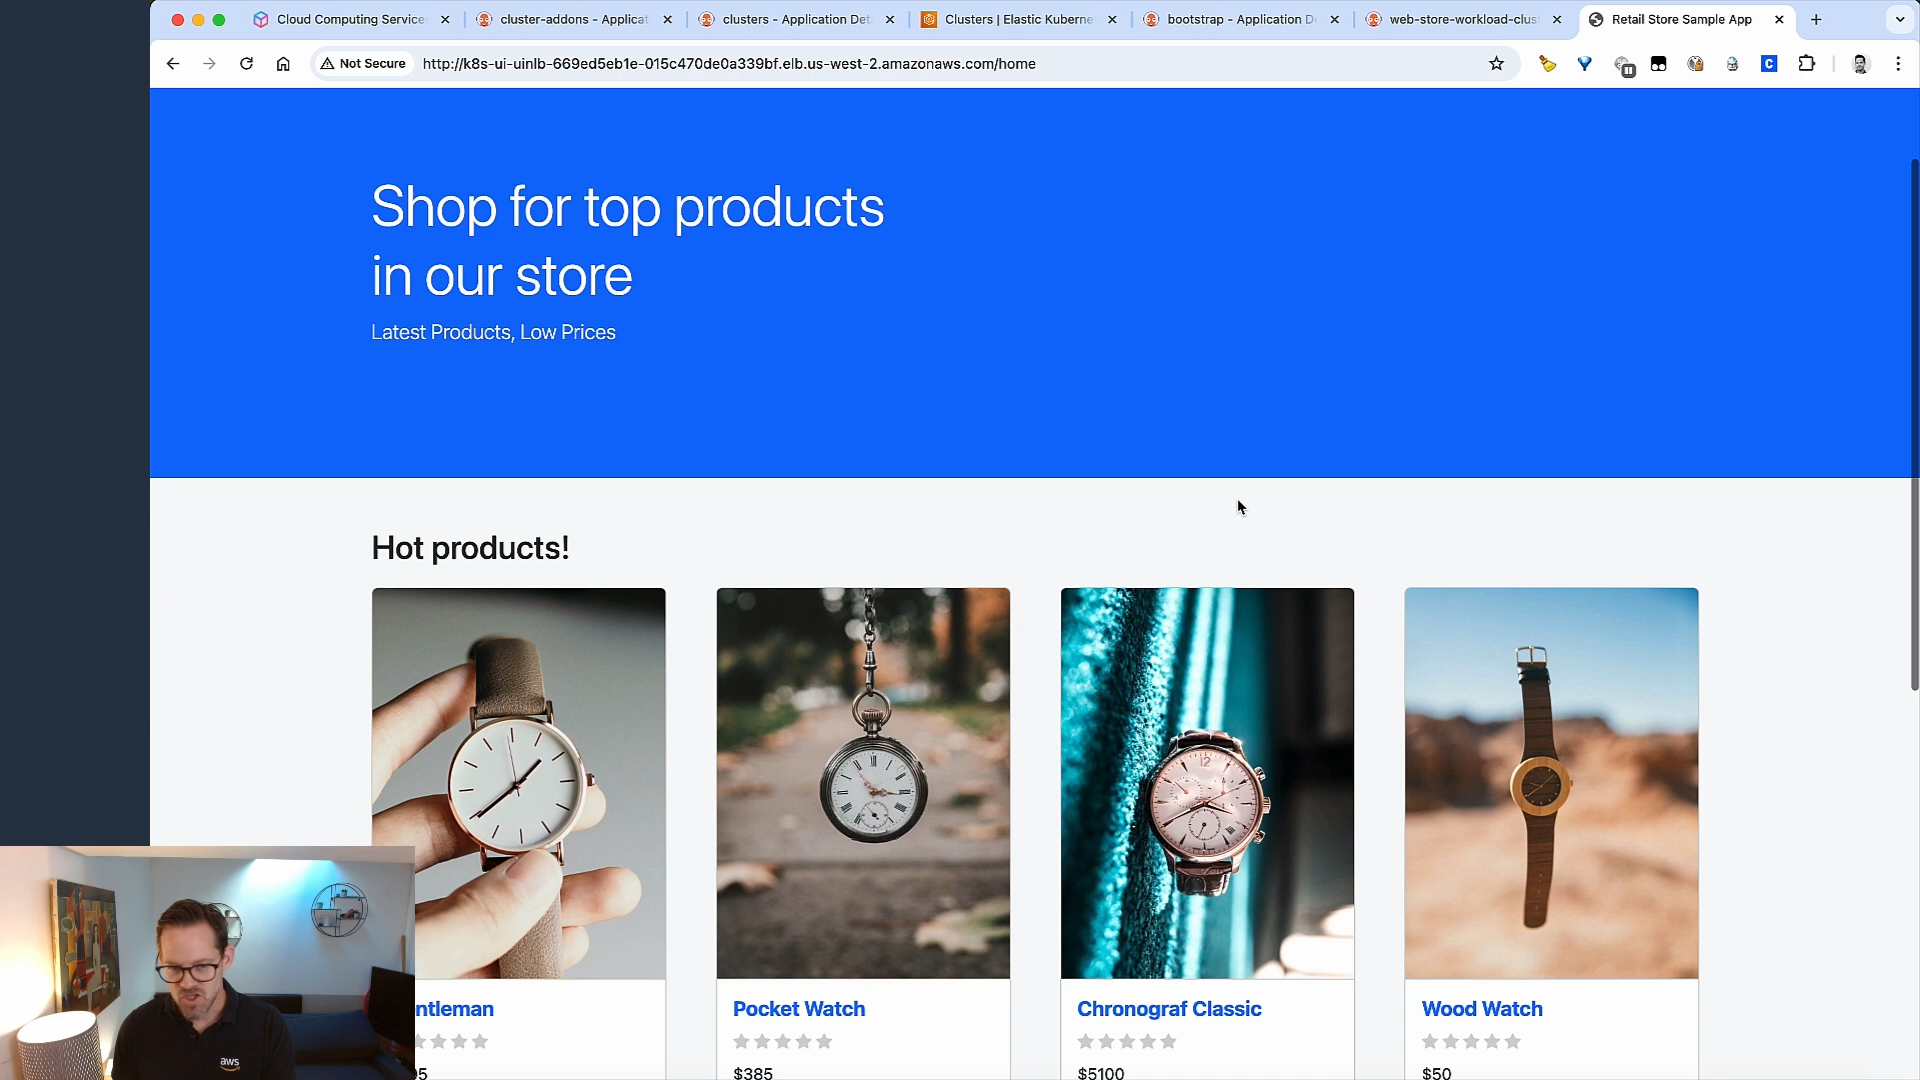 Cloud Computing Service
cluster-addons - Applicat
clusters - Application Det
Clusters | Elastic Kuberne
bootstrap - Application D
web-store-workload-clus
Retail Store Sample App
Not Secure
http://k8s-ui-uinlb-669ed5eb1e-015c470de0a339bf.elb.us-west-2.amazonaws.com/home
Shop for top products
in our store
Latest Products, Low Prices
Hot products!
ntleman
Pocket Watch
Chronograf Classic
Wood Watch
$385
$5100
$50
aws